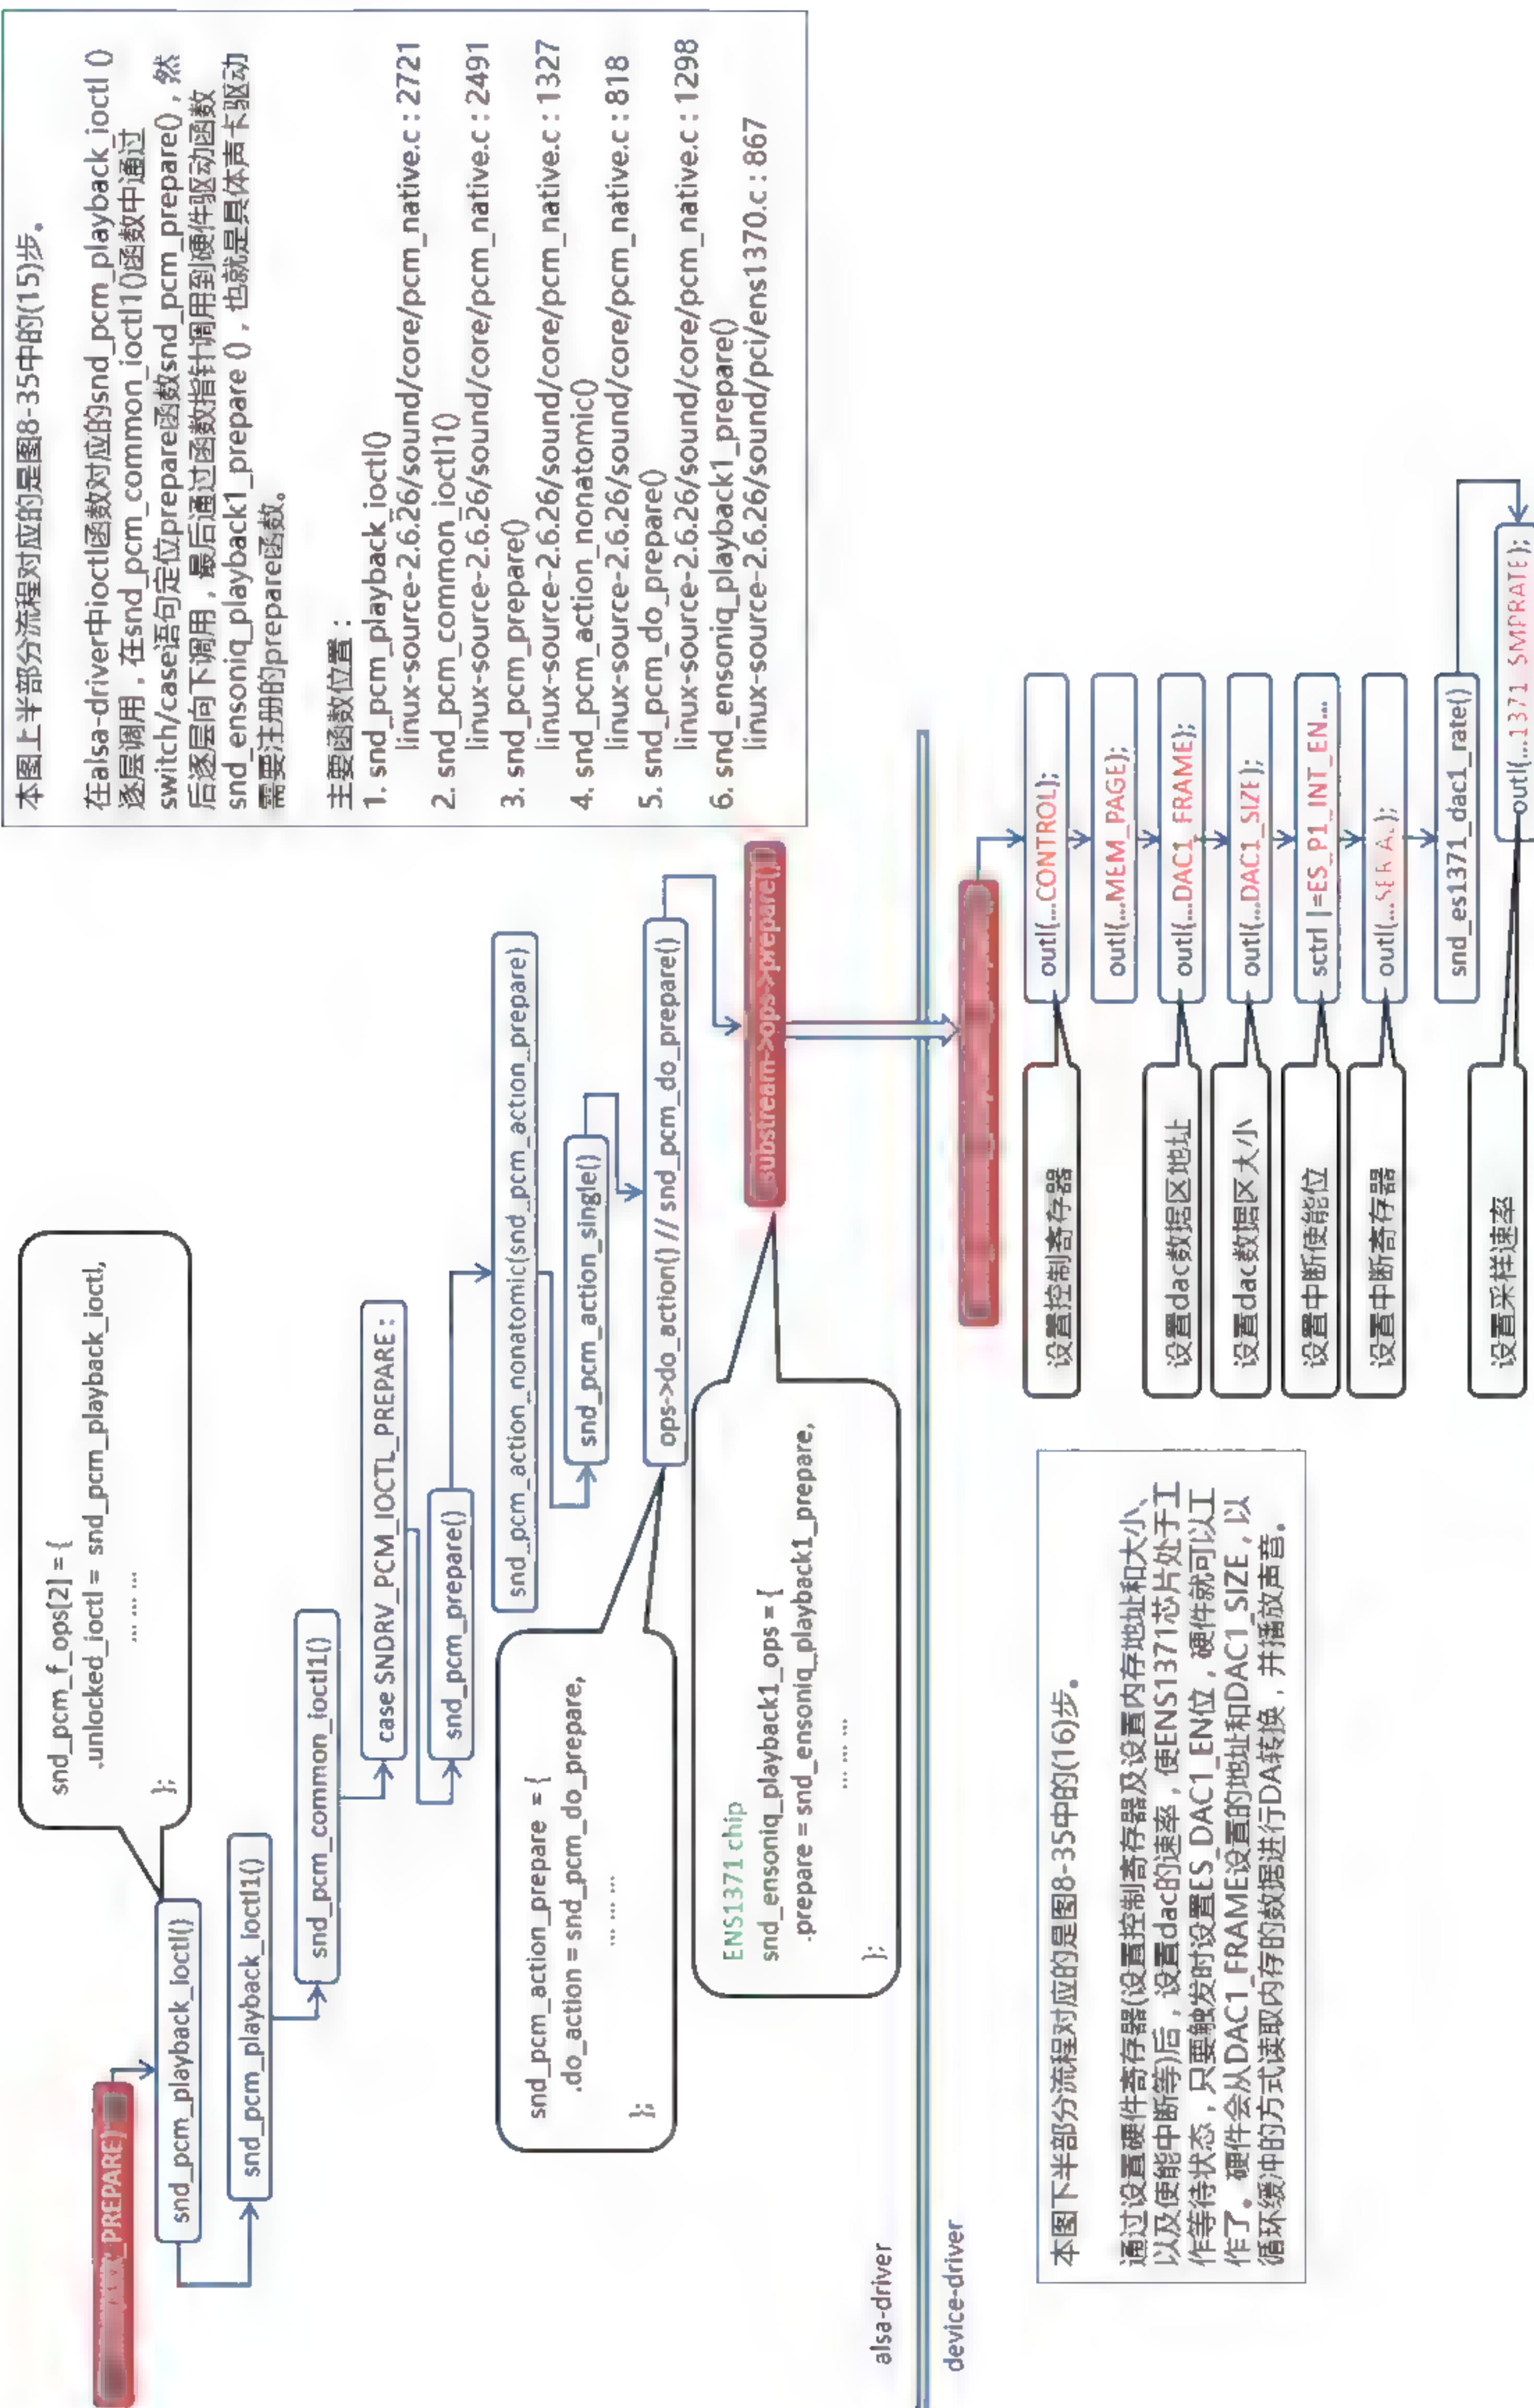 本图上半部分流程对应的是图8-35中的(15)步。
在alsa-driver中ioctl函数对应的snd_pcm_playback_ioctl ()
逐层调用，在snd_pcm_common_ioctl1()函数中通过
switch/case语句定位prepare函数snd_pcm_prepare()，然
后逐层向下调用，最后通过函数指针调用到硬件驱动函数
snd_ensoniq_playback1_prepare ()，也就是具体声卡驱动
需要注册的prepare函数。
主要函数位置：
1. snd_pcm_playback_ioctl()
linux-source-2.6.26/sound/core/pcm_native.c : 2721
2. snd_pcm_common_ioctl1()
linux-source-2.6.26/sound/core/pcm_native.c : 2491
3. snd_pcm_prepare()
linux-source-2.6.26/sound/core/pcm_native.c : 1327
4. snd_pcm_action_nonatomic()
linux-source-2.6.26/sound/core/pcm_native.c : 818
5. snd_pcm_do_prepare()
linux-source-2.6.26/sound/core/pcm_native.c : 1298
6. snd_ensoniq_playback1_prepare()
linux-source-2.6.26/sound/pci/ens1370.c : 867
_PREPARE)
snd_pcm_f_ops[2] = {
.unlocked_ioctl = snd_pcm_playback_ioctl,
... ... ...
};
snd_pcm_playback_ioctl()
snd_pcm_playback_ioctl1()
snd_pcm_common_ioctl1()
case SNDRV_PCM_IOCTL_PREPARE:
snd_pcm_prepare()
snd_pcm_action_nonatomic(snd_pcm_action_prepare)
snd_pcm_action_single()
ops->do_action() // snd_pcm_do_prepare()
substream->ops->prepare()
snd_pcm_action_prepare = {
.do_action = snd_pcm_do_prepare,
... ... ...
};
ENS1371 chip
snd_ensoniq_playback1_ops = {
.prepare = snd_ensoniq_playback1_prepare,
... ... ...
};
alsa-driver
device-driver
设置控制寄存器
outl(...CONTROL);
outl(...MEM_PAGE);
设置dac数据区地址
outl(...DAC1_FRAME);
设置dac数据区大小
outl(...DAC1_SIZE);
设置中断使能位
sctrl |=ES_P1_INT_EN...
设置中断寄存器
outl(...SERIAL);
snd_es1371_dac1_rate()
设置采样速率
outl(...1371_SMPRATE);
本图下半部分流程对应的是图8-35中的(16)步。
通过设置硬件寄存器(设置控制寄存器及设置内存地址和大小、
以及使能中断等)后，设置dac的速率，使ENS1371芯片处于工
作等待状态，只要触发时设置ES_DAC1_EN位，硬件就可以工
作了。硬件会从DAC1_FRAME设置的地址和DAC1_SIZE，以
循环缓冲的方式读取内存的数据进行DA转换，并播放声音。